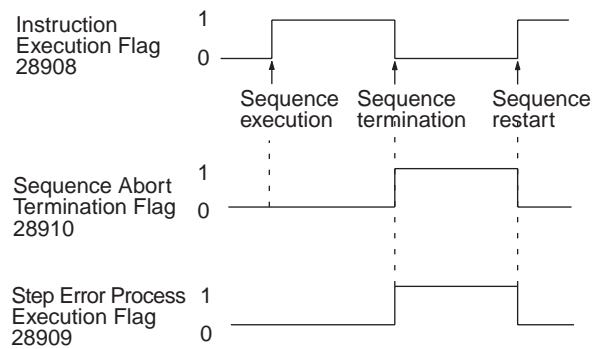 Instruction
Execution Flag
28908
1
0
Sequence execution
Sequence termination
Sequence restart
Sequence Abort
Termination Flag
28910
1
0
Step Error Process
Execution Flag
28909
1
0